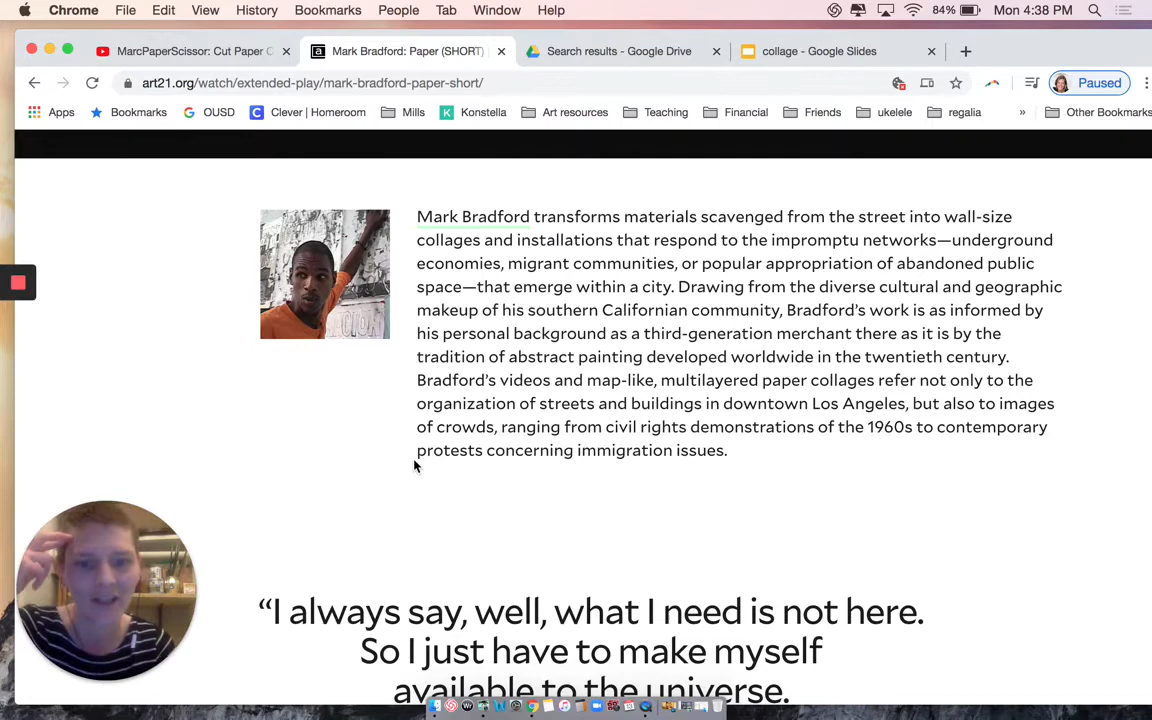 Chrome File Edit View History Bookmarks People Tab Window Help 84% Mon 4:38 PM
MarcPaperScissor: Cut Paper C Mark Bradford: Paper (SHORT) Search results - Google Drive collage - Google Slides
art21.org/watch/extended-play/mark-bradford-paper-short/ Paused
Apps Bookmarks OUSD Clever | Homeroom Mills Konstella Art resources Teaching Financial Friends ukelele regalia » Other Bookmarks
Mark Bradford transforms materials scavenged from the street into wall-size
collages and installations that respond to the impromptu networks—underground
economies, migrant communities, or popular appropriation of abandoned public
space—that emerge within a city. Drawing from the diverse cultural and geographic
makeup of his southern Californian community, Bradford’s work is as informed by
his personal background as a third-generation merchant there as it is by the
tradition of abstract painting developed worldwide in the twentieth century.
Bradford’s videos and map-like, multilayered paper collages refer not only to the
organization of streets and buildings in downtown Los Angeles, but also to images
of crowds, ranging from civil rights demonstrations of the 1960s to contemporary
protests concerning immigration issues.
“I always say, well, what I need is not here.
So I just have to make myself
available to the universe.